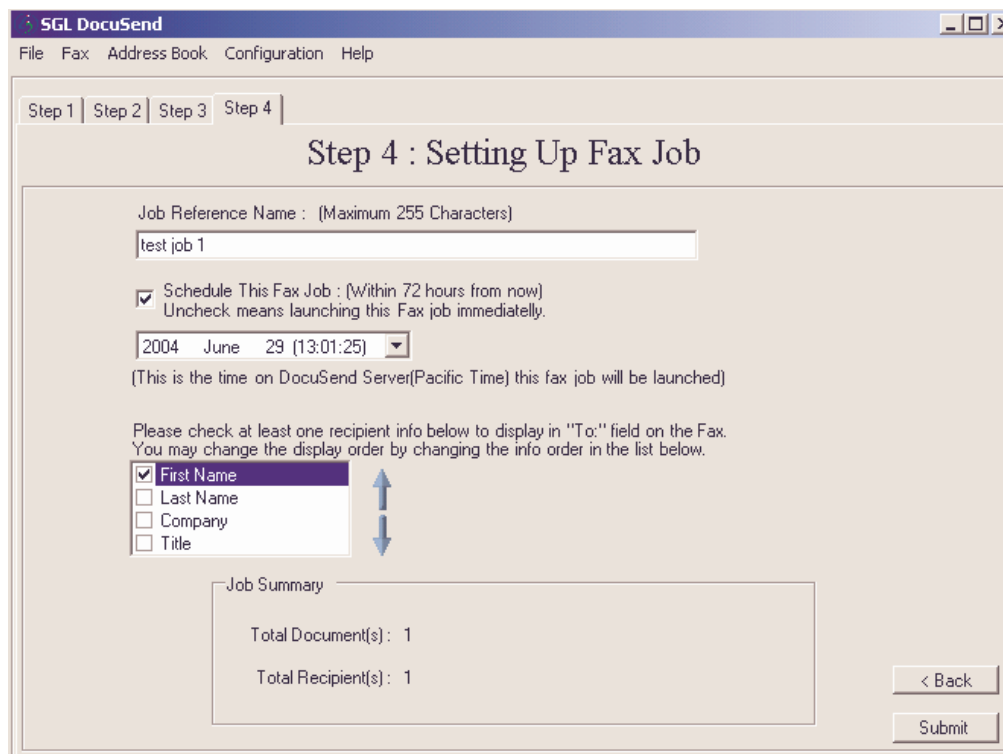 SGL DocuSend
File Fax Address Book Configuration Help
Step 1 Step 2 Step 3 Step 4
Step 4 : Setting Up Fax Job
Job Reference Name : (Maximum 255 Characters)
test job 1
Schedule This Fax Job : (Within 72 hours from now)
Uncheck means launching this Fax job immediatelly.
2004 June 29 (13:01:25)
(This is the time on DocuSend Server(Pacific Time) this fax job will be launched)
Please check at least one recipient info below to display in "To:" field on the Fax.
You may change the display order by changing the info order in the list below.
First Name
Last Name
Company
Title
Job Summary
Total Document(s) : 1
Total Recipient(s) : 1
< Back
Submit